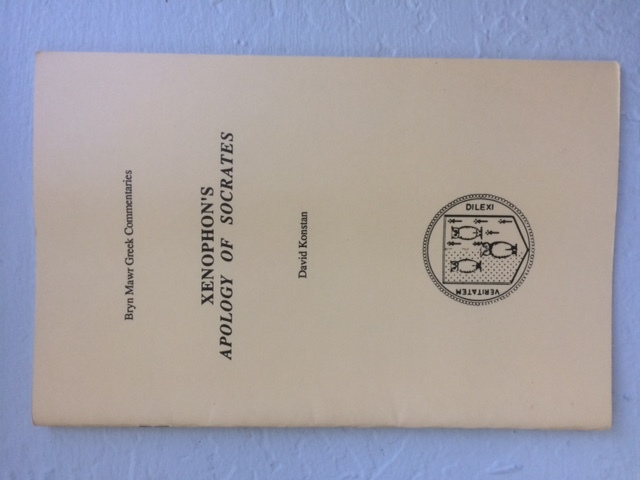 Bryn Mawr Greek Commentaries
XENOPHON'S
APOLOGY OF SOCRATES
David Konstan
VERITATEM
DILEXI